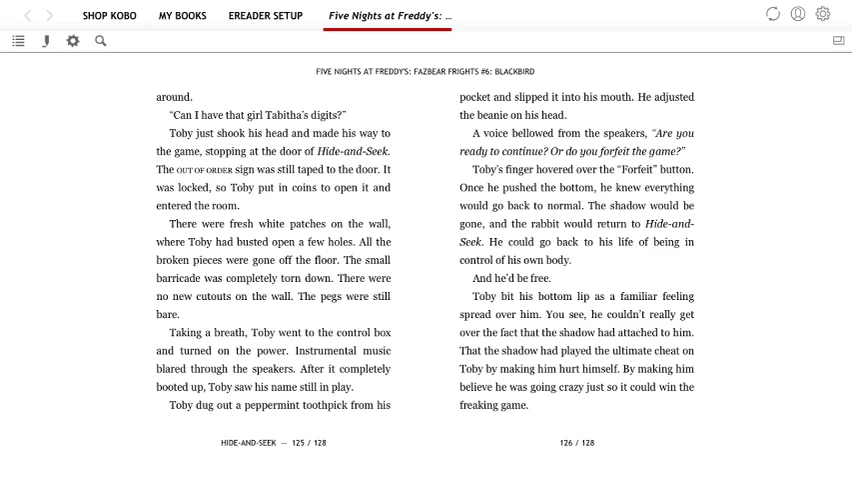 SHOP KOBO MY BOOKS EREADER SETUP Five Nights at Freddy's: ...
FIVE NIGHTS AT FREDDY'S: FAZBEAR FRIGHTS #6: BLACKBIRD
around.
“Can I have that girl Tabitha’s digits?”
Toby just shook his head and made his way to
the game, stopping at the door of Hide-and-Seek.
The OUT OF ORDER sign was still taped to the door. It
was locked, so Toby put in coins to open it and
entered the room.
There were fresh white patches on the wall,
where Toby had busted open a few holes. All the
broken pieces were gone off the floor. The small
barricade was completely torn down. There were
no new cutouts on the wall. The pegs were still
bare.
Taking a breath, Toby went to the control box
and turned on the power. Instrumental music
blared through the speakers. After it completely
booted up, Toby saw his name still in play.
Toby dug out a peppermint toothpick from his
HIDE-AND-SEEK — 125 / 128
pocket and slipped it into his mouth. He adjusted
the beanie on his head.
A voice bellowed from the speakers, “Are you
ready to continue? Or do you forfeit the game?”
Toby’s finger hovered over the “Forfeit” button.
Once he pushed the bottom, he knew everything
would go back to normal. The shadow would be
gone, and the rabbit would return to Hide-and-
Seek. He could go back to his life of being in
control of his own body.
And he’d be free.
Toby bit his bottom lip as a familiar feeling
spread over him. You see, he couldn’t really get
over the fact that the shadow had attached to him.
That the shadow had played the ultimate cheat on
Toby by making him hurt himself. By making him
believe he was going crazy just so it could win the
freaking game.
126 / 128